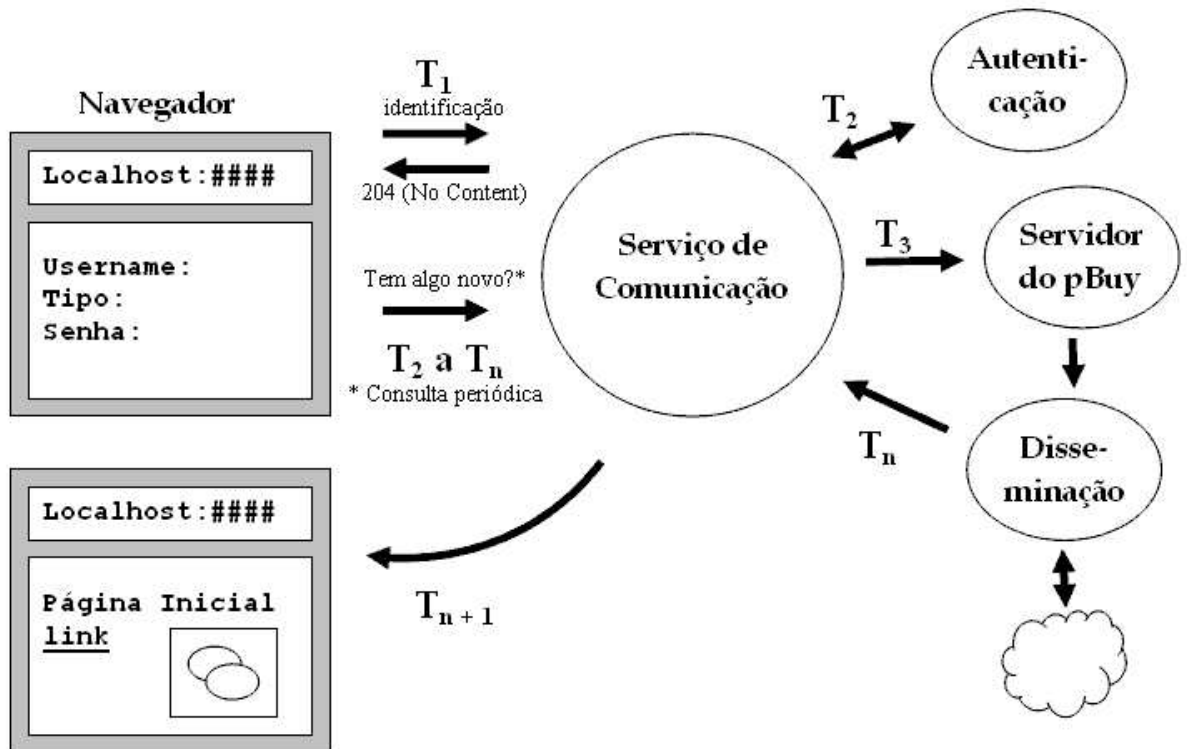 Navegador
Localhost:####
Username:
Tipo:
Senha:
T1
identificação
204 (No Content)
Tem algo novo?*
T2 a Tn
* Consulta periódica
Serviço de
Comunicação
T2
Autenti-
cação
T3
Servidor
do pBuy
Tn
Disse-
minação
Localhost:####
Página Inicial
link
Tn + 1